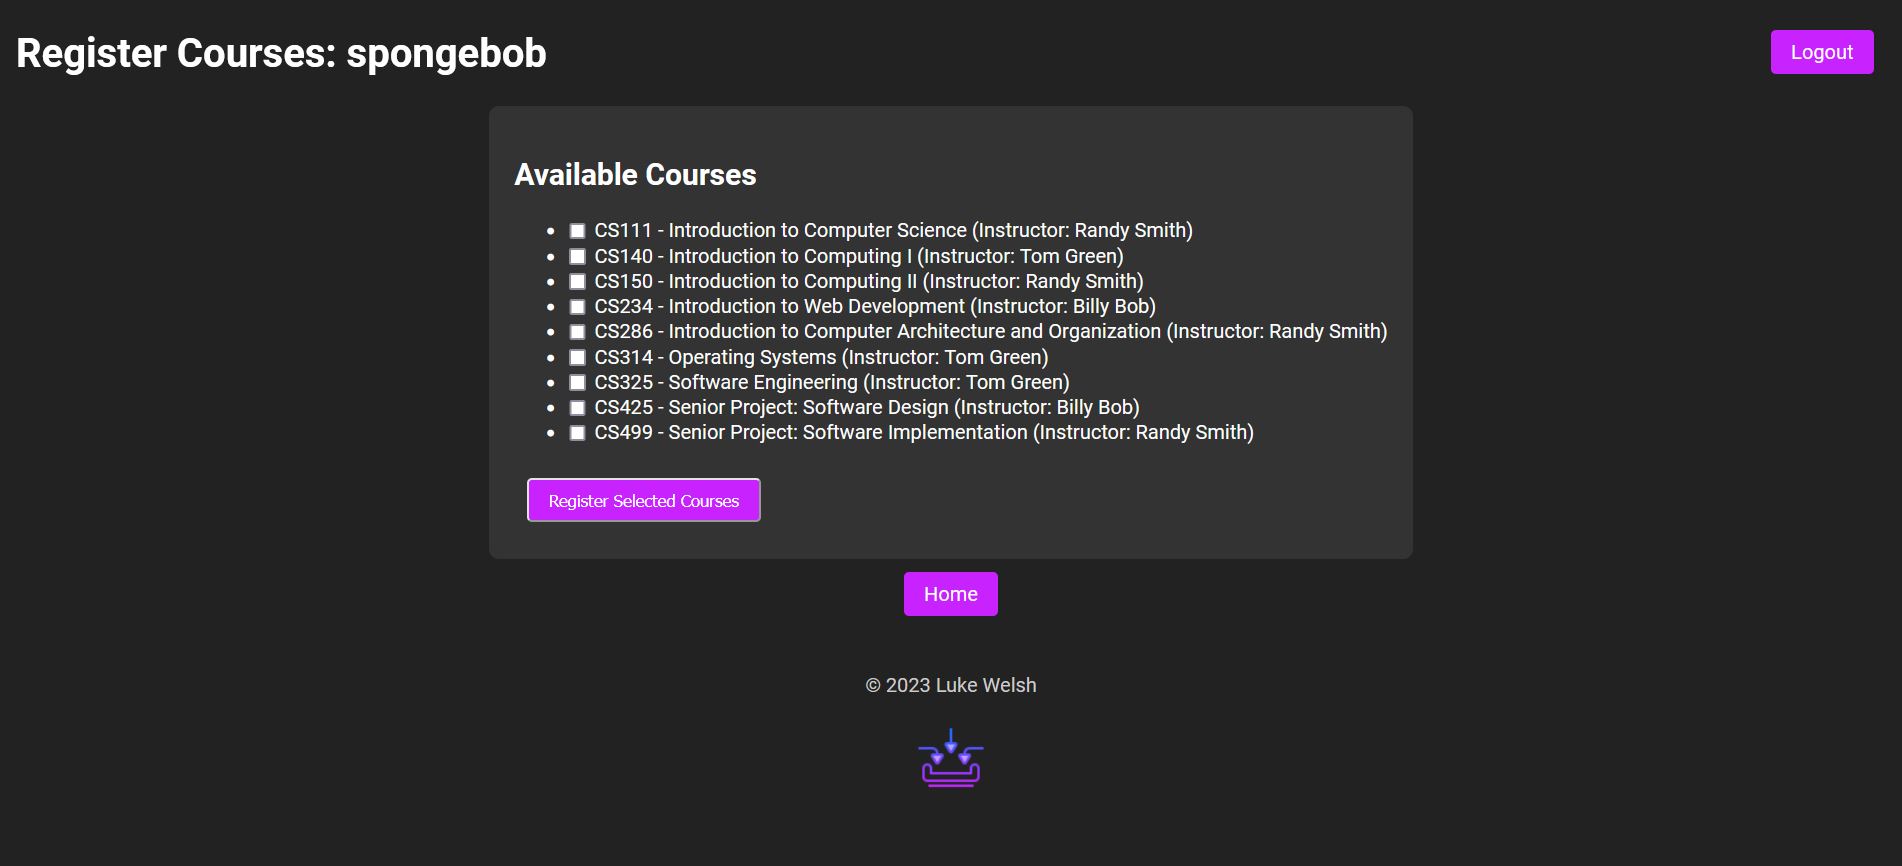 Register Courses: spongebob
Logout
Available Courses
CS111 - Introduction to Computer Science (Instructor: Randy Smith)
CS140 - Introduction to Computing I (Instructor: Tom Green)
CS150 - Introduction to Computing II (Instructor: Randy Smith)
CS234 - Introduction to Web Development (Instructor: Billy Bob)
CS286 - Introduction to Computer Architecture and Organization (Instructor: Randy Smith)
CS314 - Operating Systems (Instructor: Tom Green)
CS325 - Software Engineering (Instructor: Tom Green)
CS425 - Senior Project: Software Design (Instructor: Billy Bob)
CS499 - Senior Project: Software Implementation (Instructor: Randy Smith)
Register Selected Courses
Home
© 2023 Luke Welsh